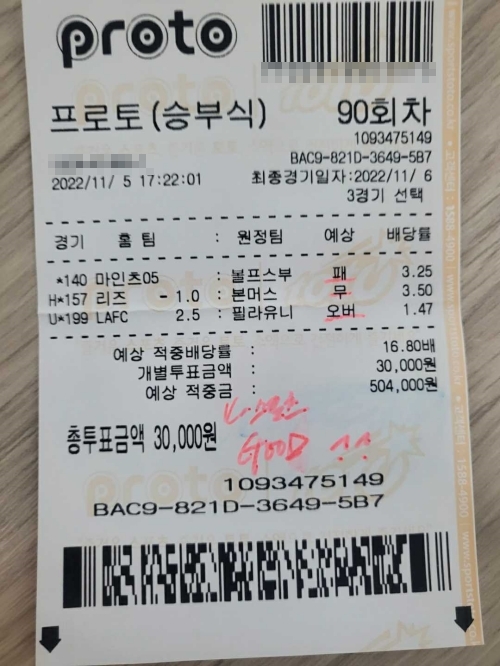 proto
프로토(승부식) 90회차
1093475149
BAC9-821D-3649-5B7
2022/11/ 5 17:22:01 최종경기일자:2022/11/ 6
3경기 선택
경기 홈 팀 : 원정팀 예상 배당률
*140 마인츠05 : 볼프스부 패 3.25
H*157 리즈 - 1.0 : 본머스 무 3.50
U*199 LAFC 2.5 : 필라유니 오버 1.47
예상 적중배당률 : 16.80배
개별투표금액 : 30,000원
예상 적중금 : 504,000원
총투표금액 30,000원
GOOD
1093475149
BAC9-821D-3649-5B7